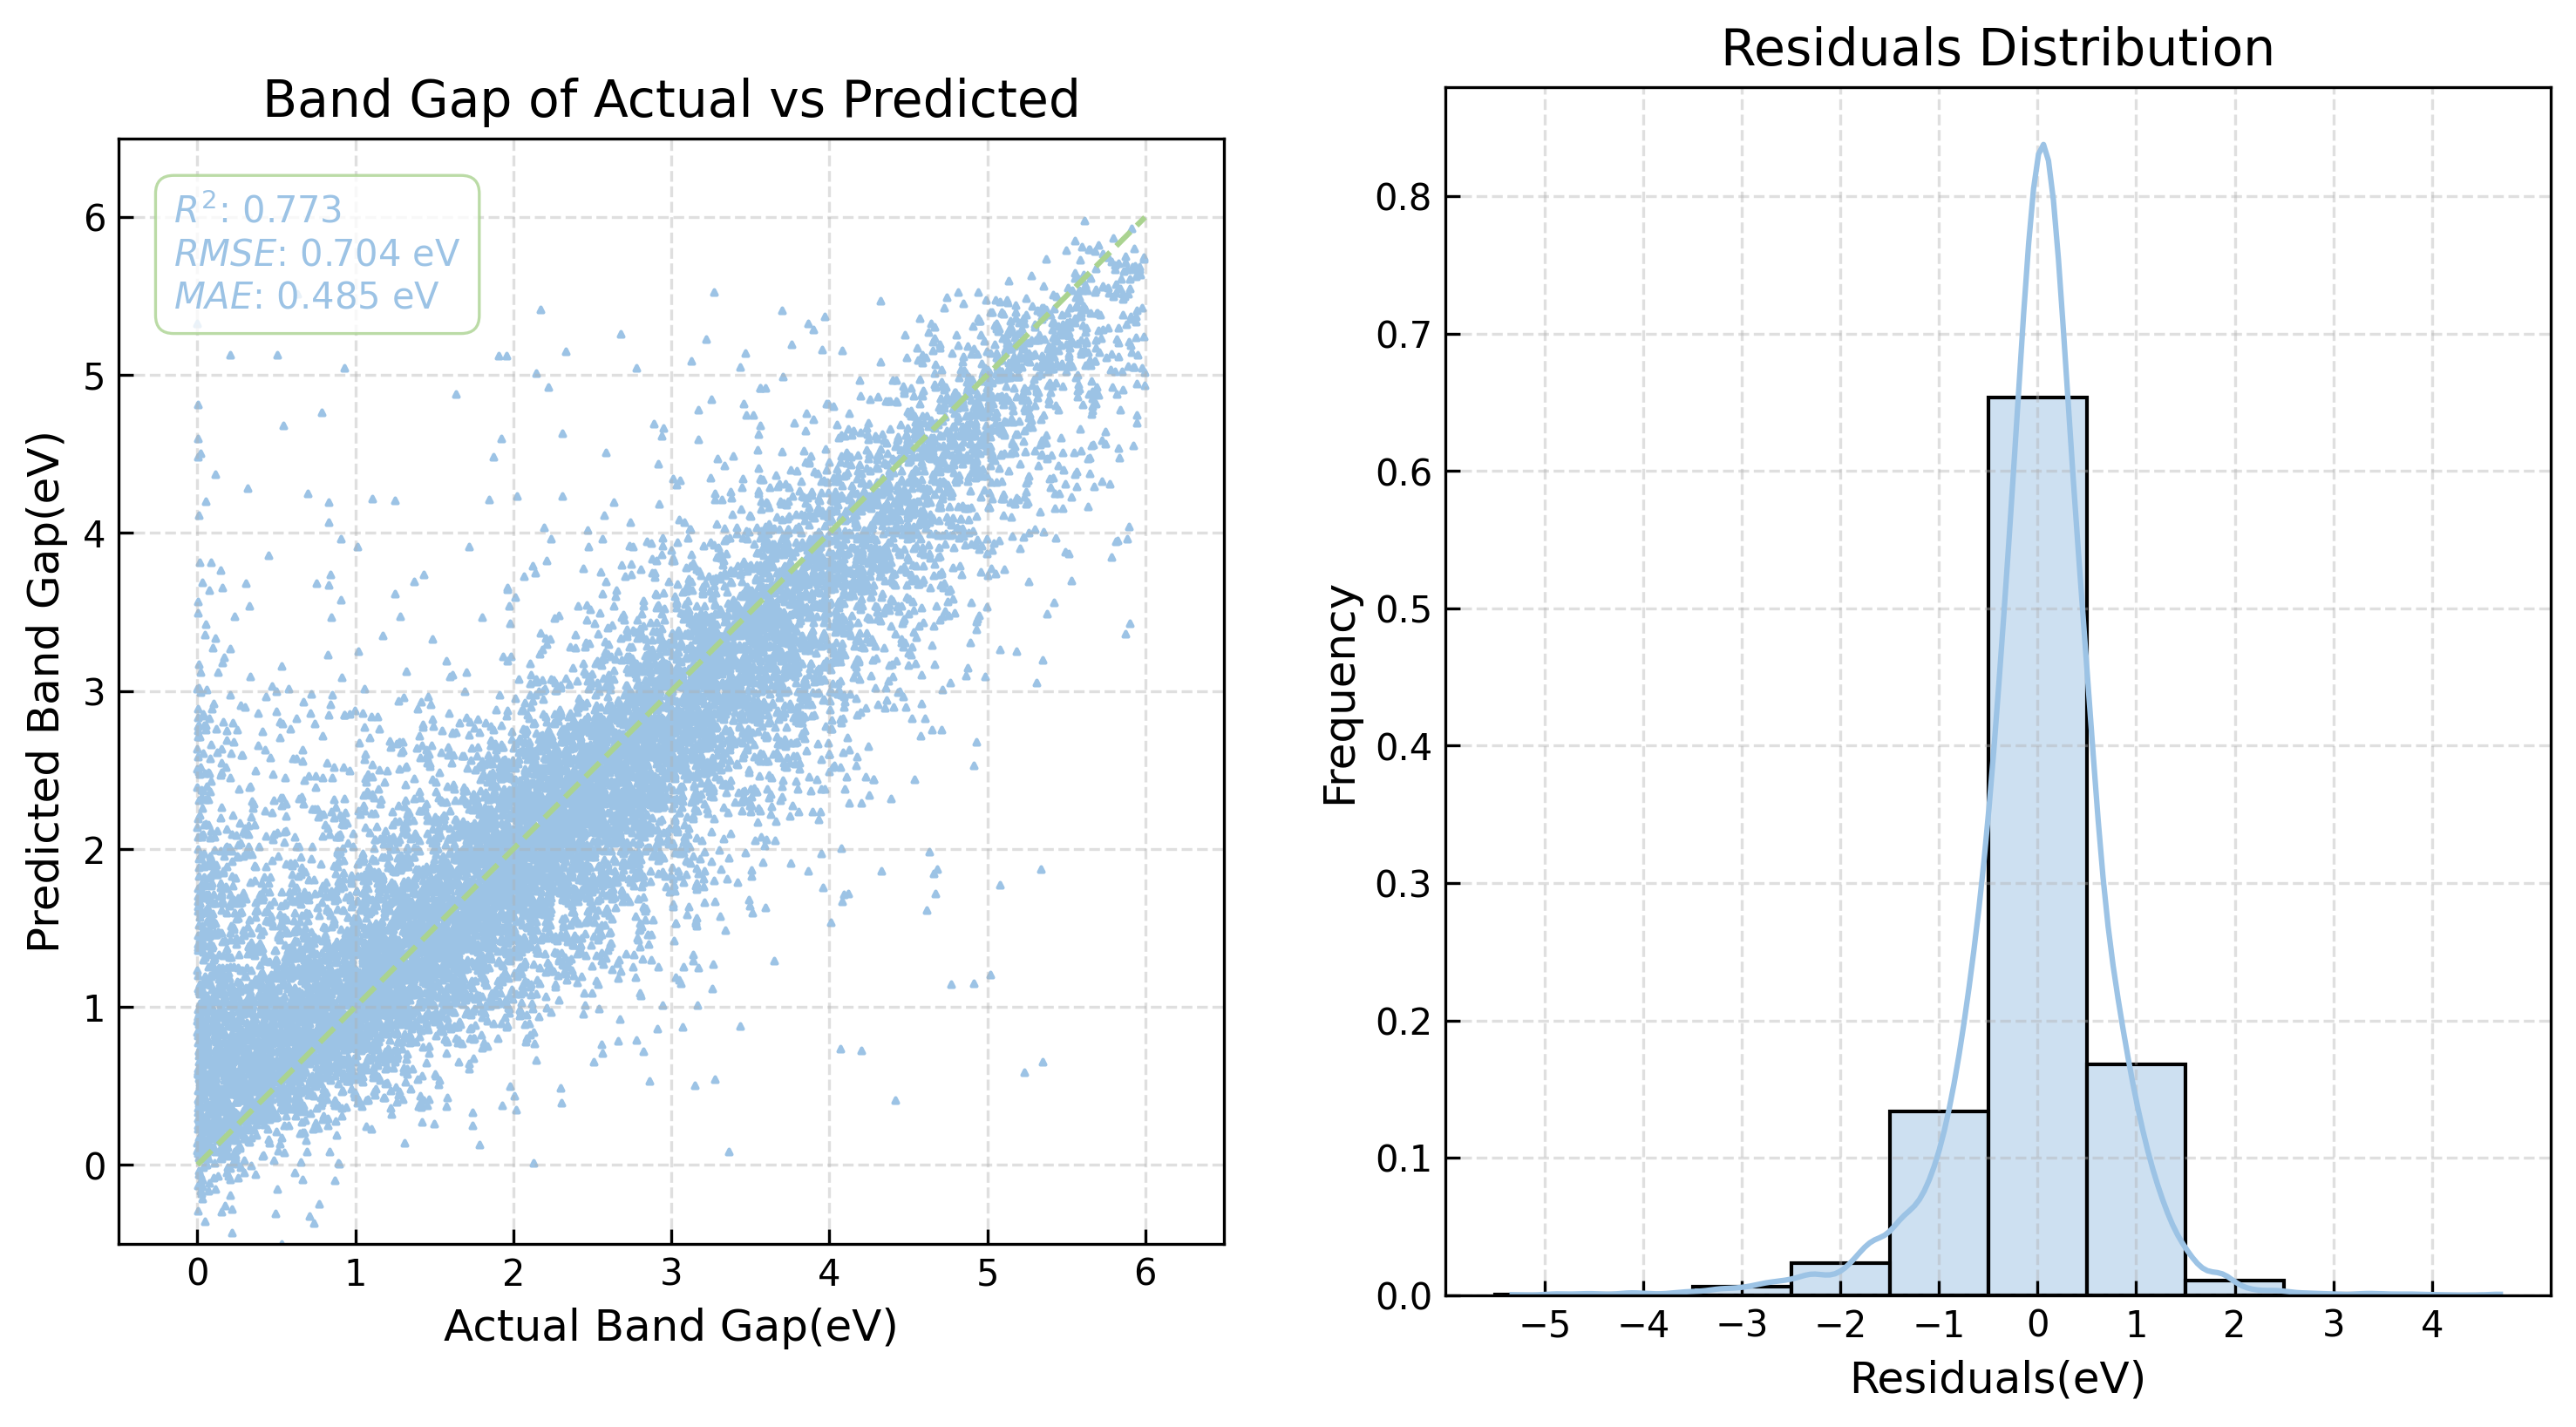 Band Gap of Actual vs Predicted
R²: 0.773
RMSE: 0.704 eV
MAE: 0.485 eV
6
5
4
3
2
1
0
Predicted Band Gap(eV)
0 1 2 3 4 5 6
Actual Band Gap(eV)
Residuals Distribution
0.8
0.7
0.6
0.5
0.4
0.3
0.2
0.1
0.0
Frequency
−5 −4 −3 −2 −1 0 1 2 3 4
Residuals(eV)